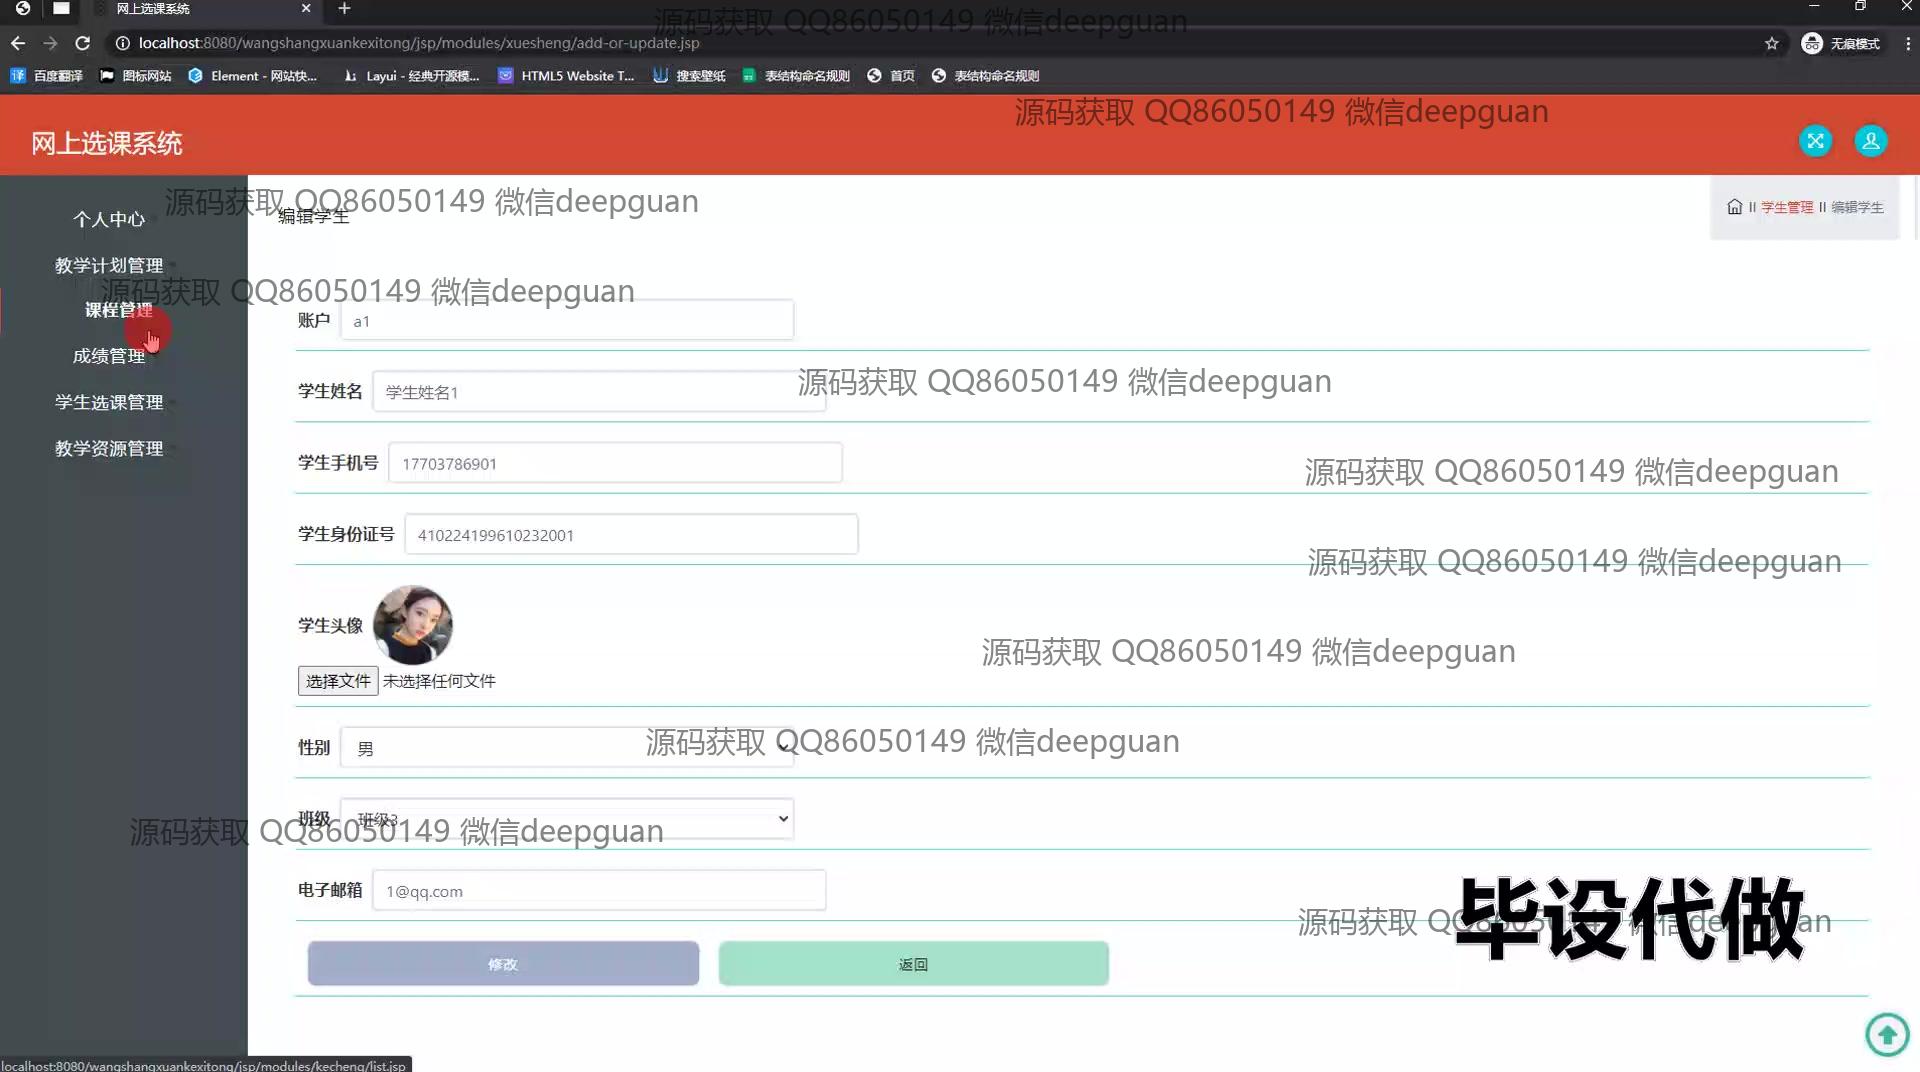 网上选课系统
源码获取 QQ86050149 微信deepguan
localhost:8080/wangshangxuankexitong/jsp/modules/xuesheng/add-or-update.jsp
无痕模式
百度翻译
图标网站
Element - 网站快...
Layui - 经典开源模...
HTML5 Website T...
搜索壁纸
表结构命名规则
首页
表结构命名规则
源码获取 QQ86050149 微信deepguan
网上选课系统
源码获取 QQ86050149 微信deepguan
个人中心
编辑学生
学生管理 编辑学生
教学计划管理
源码获取 QQ86050149 微信deepguan
课程管理
账户 a1
成绩管理
源码获取 QQ86050149 微信deepguan
学生姓名 学生姓名1
学生选课管理
教学资源管理
学生手机号 17703786901
源码获取 QQ86050149 微信deepguan
学生身份证号 410224199610232001
源码获取 QQ86050149 微信deepguan
学生头像
源码获取 QQ86050149 微信deepguan
选择文件 未选择任何文件
性别 男
源码获取 QQ86050149 微信deepguan
班级 班级3
源码获取 QQ86050149 微信deepguan
电子邮箱 1@qq.com
源码获取 QQ86050149 微信deepguan
毕设代做
修改 返回
localhost:8080/wangshangxuankexitong/jsp/modules/kecheng/list.jsp